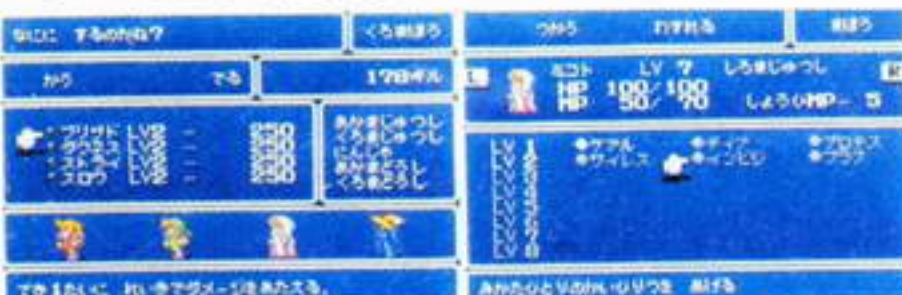 なにに するのかね?
くろまほう
かう でる
178ギル
ブリザド LV2 -
ダクネス LV2 -
ストライ LV2 -
スロウ LV2 -
あかまじゅつし
くろまじゅつし
にんじゃ
あかまどうし
くろまどうし
てき1たいに れいきでダメージをあたえる。
つかう わすれる
まほう
ミコト LV 7 しろまじゅつし
HP 100/100
MP 50/ 70 しょうひMP- 5
LV 1 ケアル ディア プロテス
LV 2 サイレス インビジ ブラナ
LV 3
LV 4
LV 5
LV 6
LV 7
LV 8
みかたひとりのかいひりつを あげる